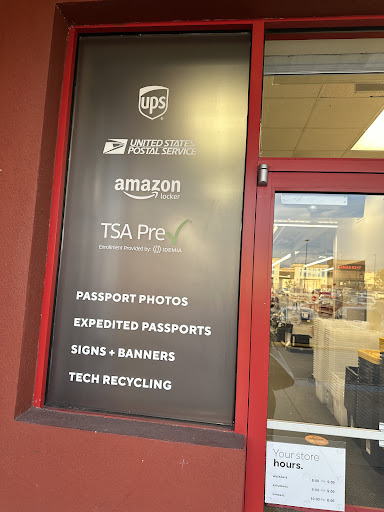 ups
UNITED STATES
POSTAL SERVICE
amazon
locker
TSA Pre✓
Enrollment Provided by: IDEMIA
PASSPORT PHOTOS
EXPEDITED PASSPORTS
SIGNS + BANNERS
TECH RECYCLING
Your store
hours.